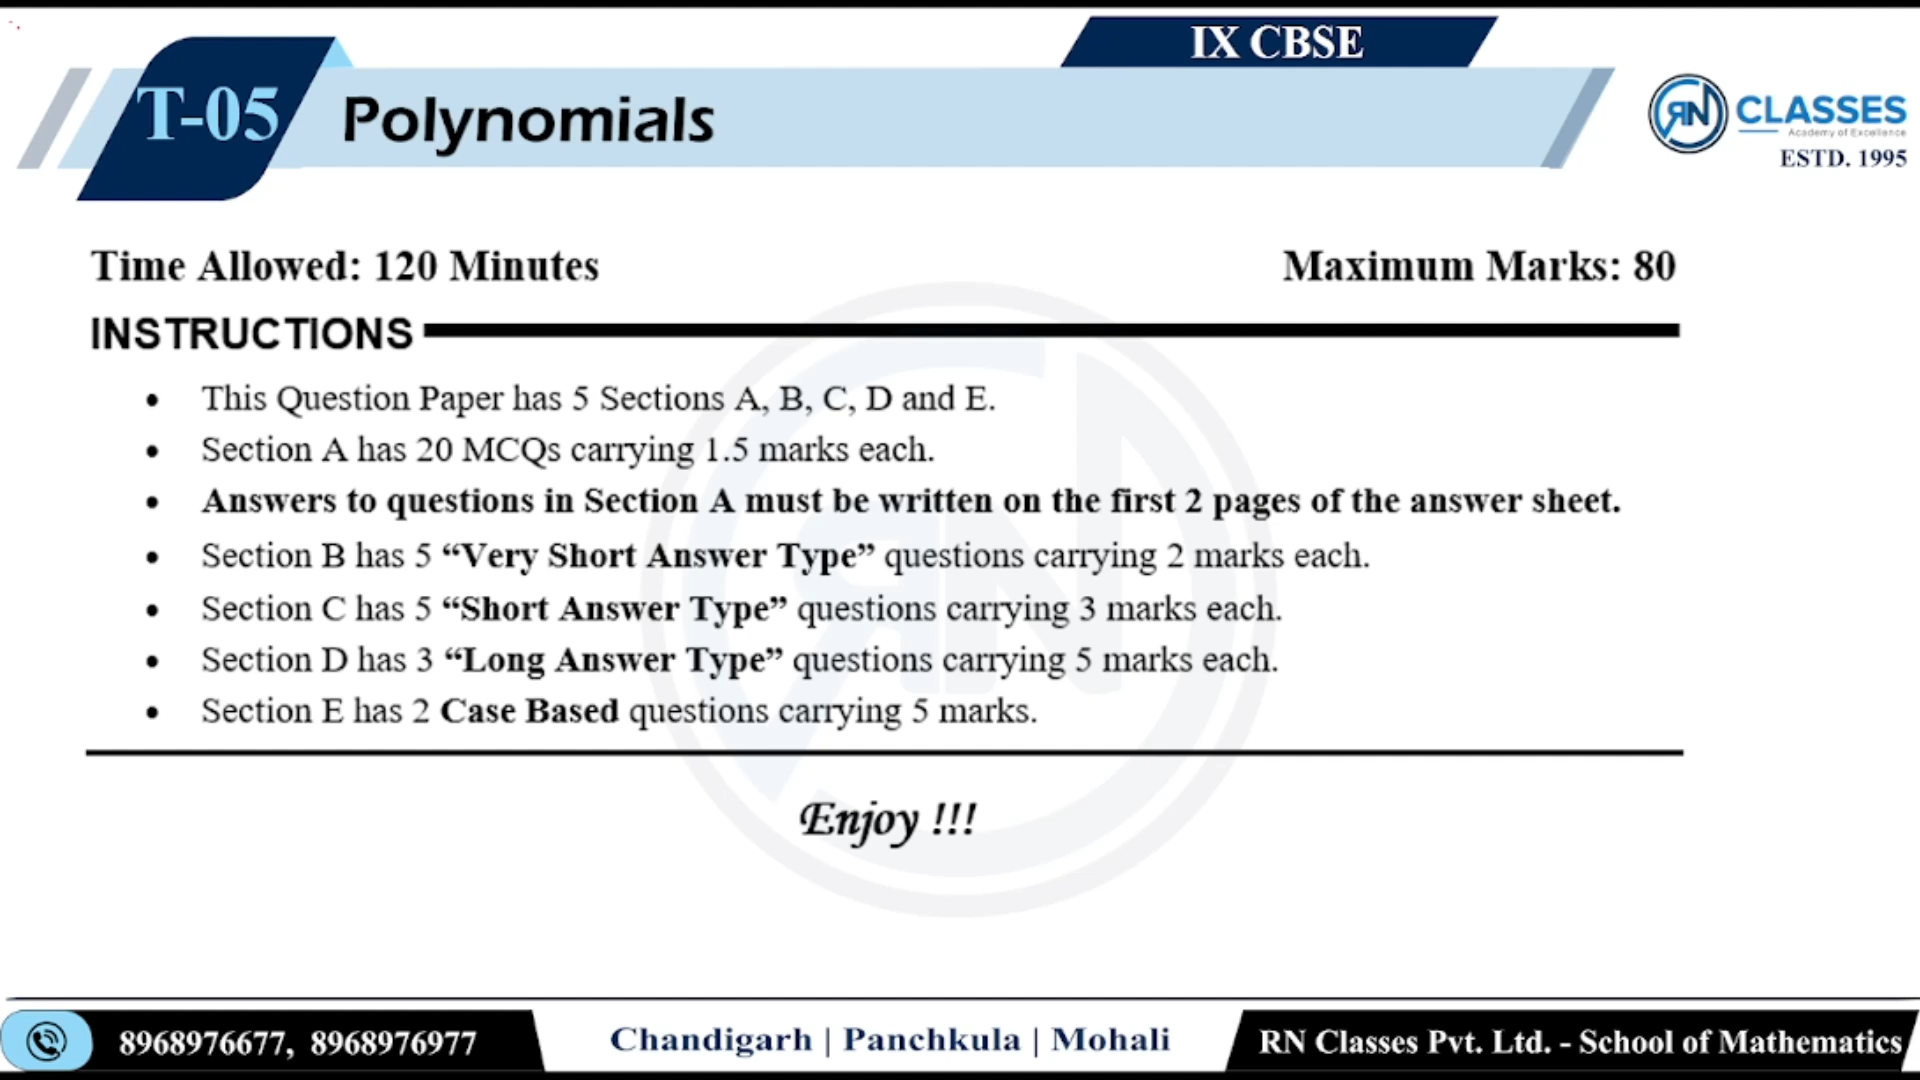 IX CBSE
T-05 Polynomials
RN CLASSES
Academy of Excellence
ESTD. 1995
Time Allowed: 120 Minutes Maximum Marks: 80
INSTRUCTIONS
• This Question Paper has 5 Sections A, B, C, D and E.
• Section A has 20 MCQs carrying 1.5 marks each.
• Answers to questions in Section A must be written on the first 2 pages of the answer sheet.
• Section B has 5 “Very Short Answer Type” questions carrying 2 marks each.
• Section C has 5 “Short Answer Type” questions carrying 3 marks each.
• Section D has 3 “Long Answer Type” questions carrying 5 marks each.
• Section E has 2 Case Based questions carrying 5 marks.
Enjoy !!!
8968976677, 8968976977 Chandigarh | Panchkula | Mohali RN Classes Pvt. Ltd. - School of Mathematics